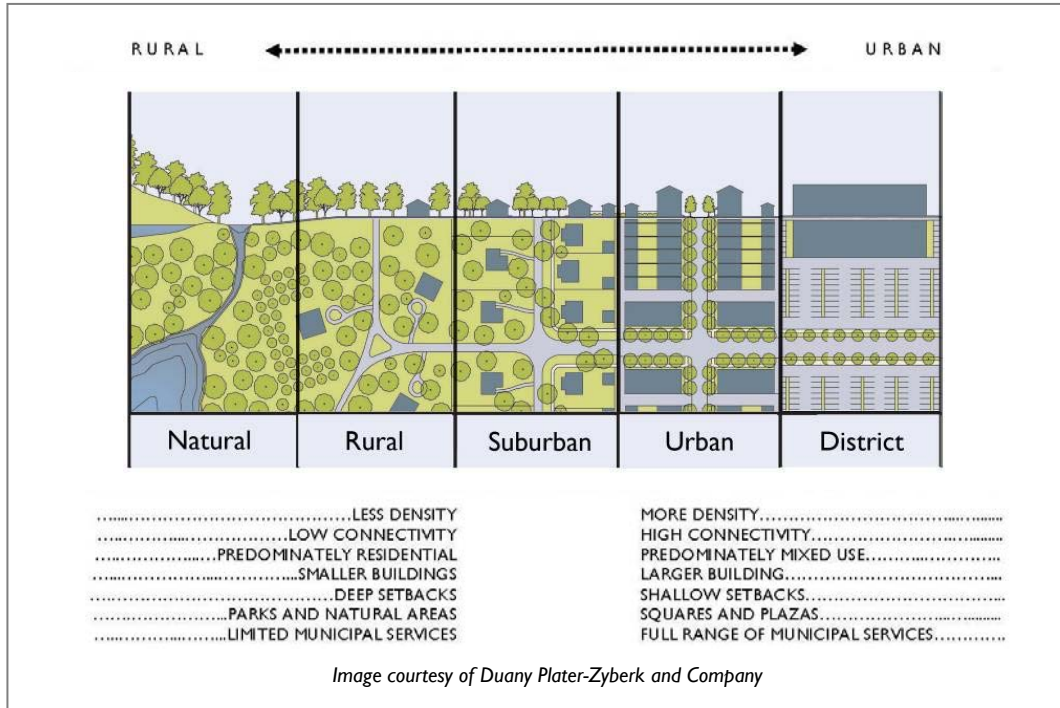 RURAL URBAN
Natural Rural Suburban Urban District
.......................................LESS DENSITY
.......................................LOW CONNECTIVITY
.......................................PREDOMINATELY RESIDENTIAL
.......................................SMALLER BUILDINGS
.......................................DEEP SETBACKS
.......................................PARKS AND NATURAL AREAS
.......................................LIMITED MUNICIPAL SERVICES
MORE DENSITY.......................................
HIGH CONNECTIVITY.......................................
PREDOMINATELY MIXED USE.......................................
LARGER BUILDING.......................................
SHALLOW SETBACKS.......................................
SQUARES AND PLAZAS.......................................
FULL RANGE OF MUNICIPAL SERVICES.............
Image courtesy of Duany Plater-Zyberk and Company